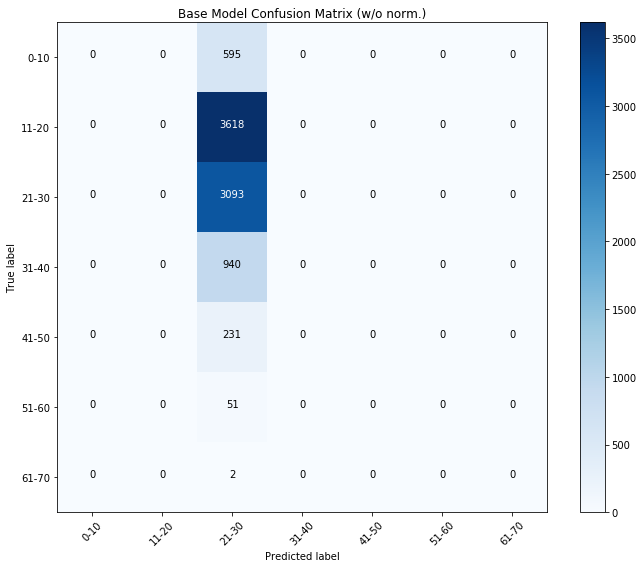 Base Model Confusion Matrix (w/o norm.)
True label
0-10 0 0 595 0 0 0 0
11-20 0 0 3618 0 0 0 0
21-30 0 0 3093 0 0 0 0
31-40 0 0 940 0 0 0 0
41-50 0 0 231 0 0 0 0
51-60 0 0 51 0 0 0 0
61-70 0 0 2 0 0 0 0
0-10 11-20 21-30 31-40 41-50 51-60 61-70
Predicted label
3500
3000
2500
2000
1500
1000
500
0